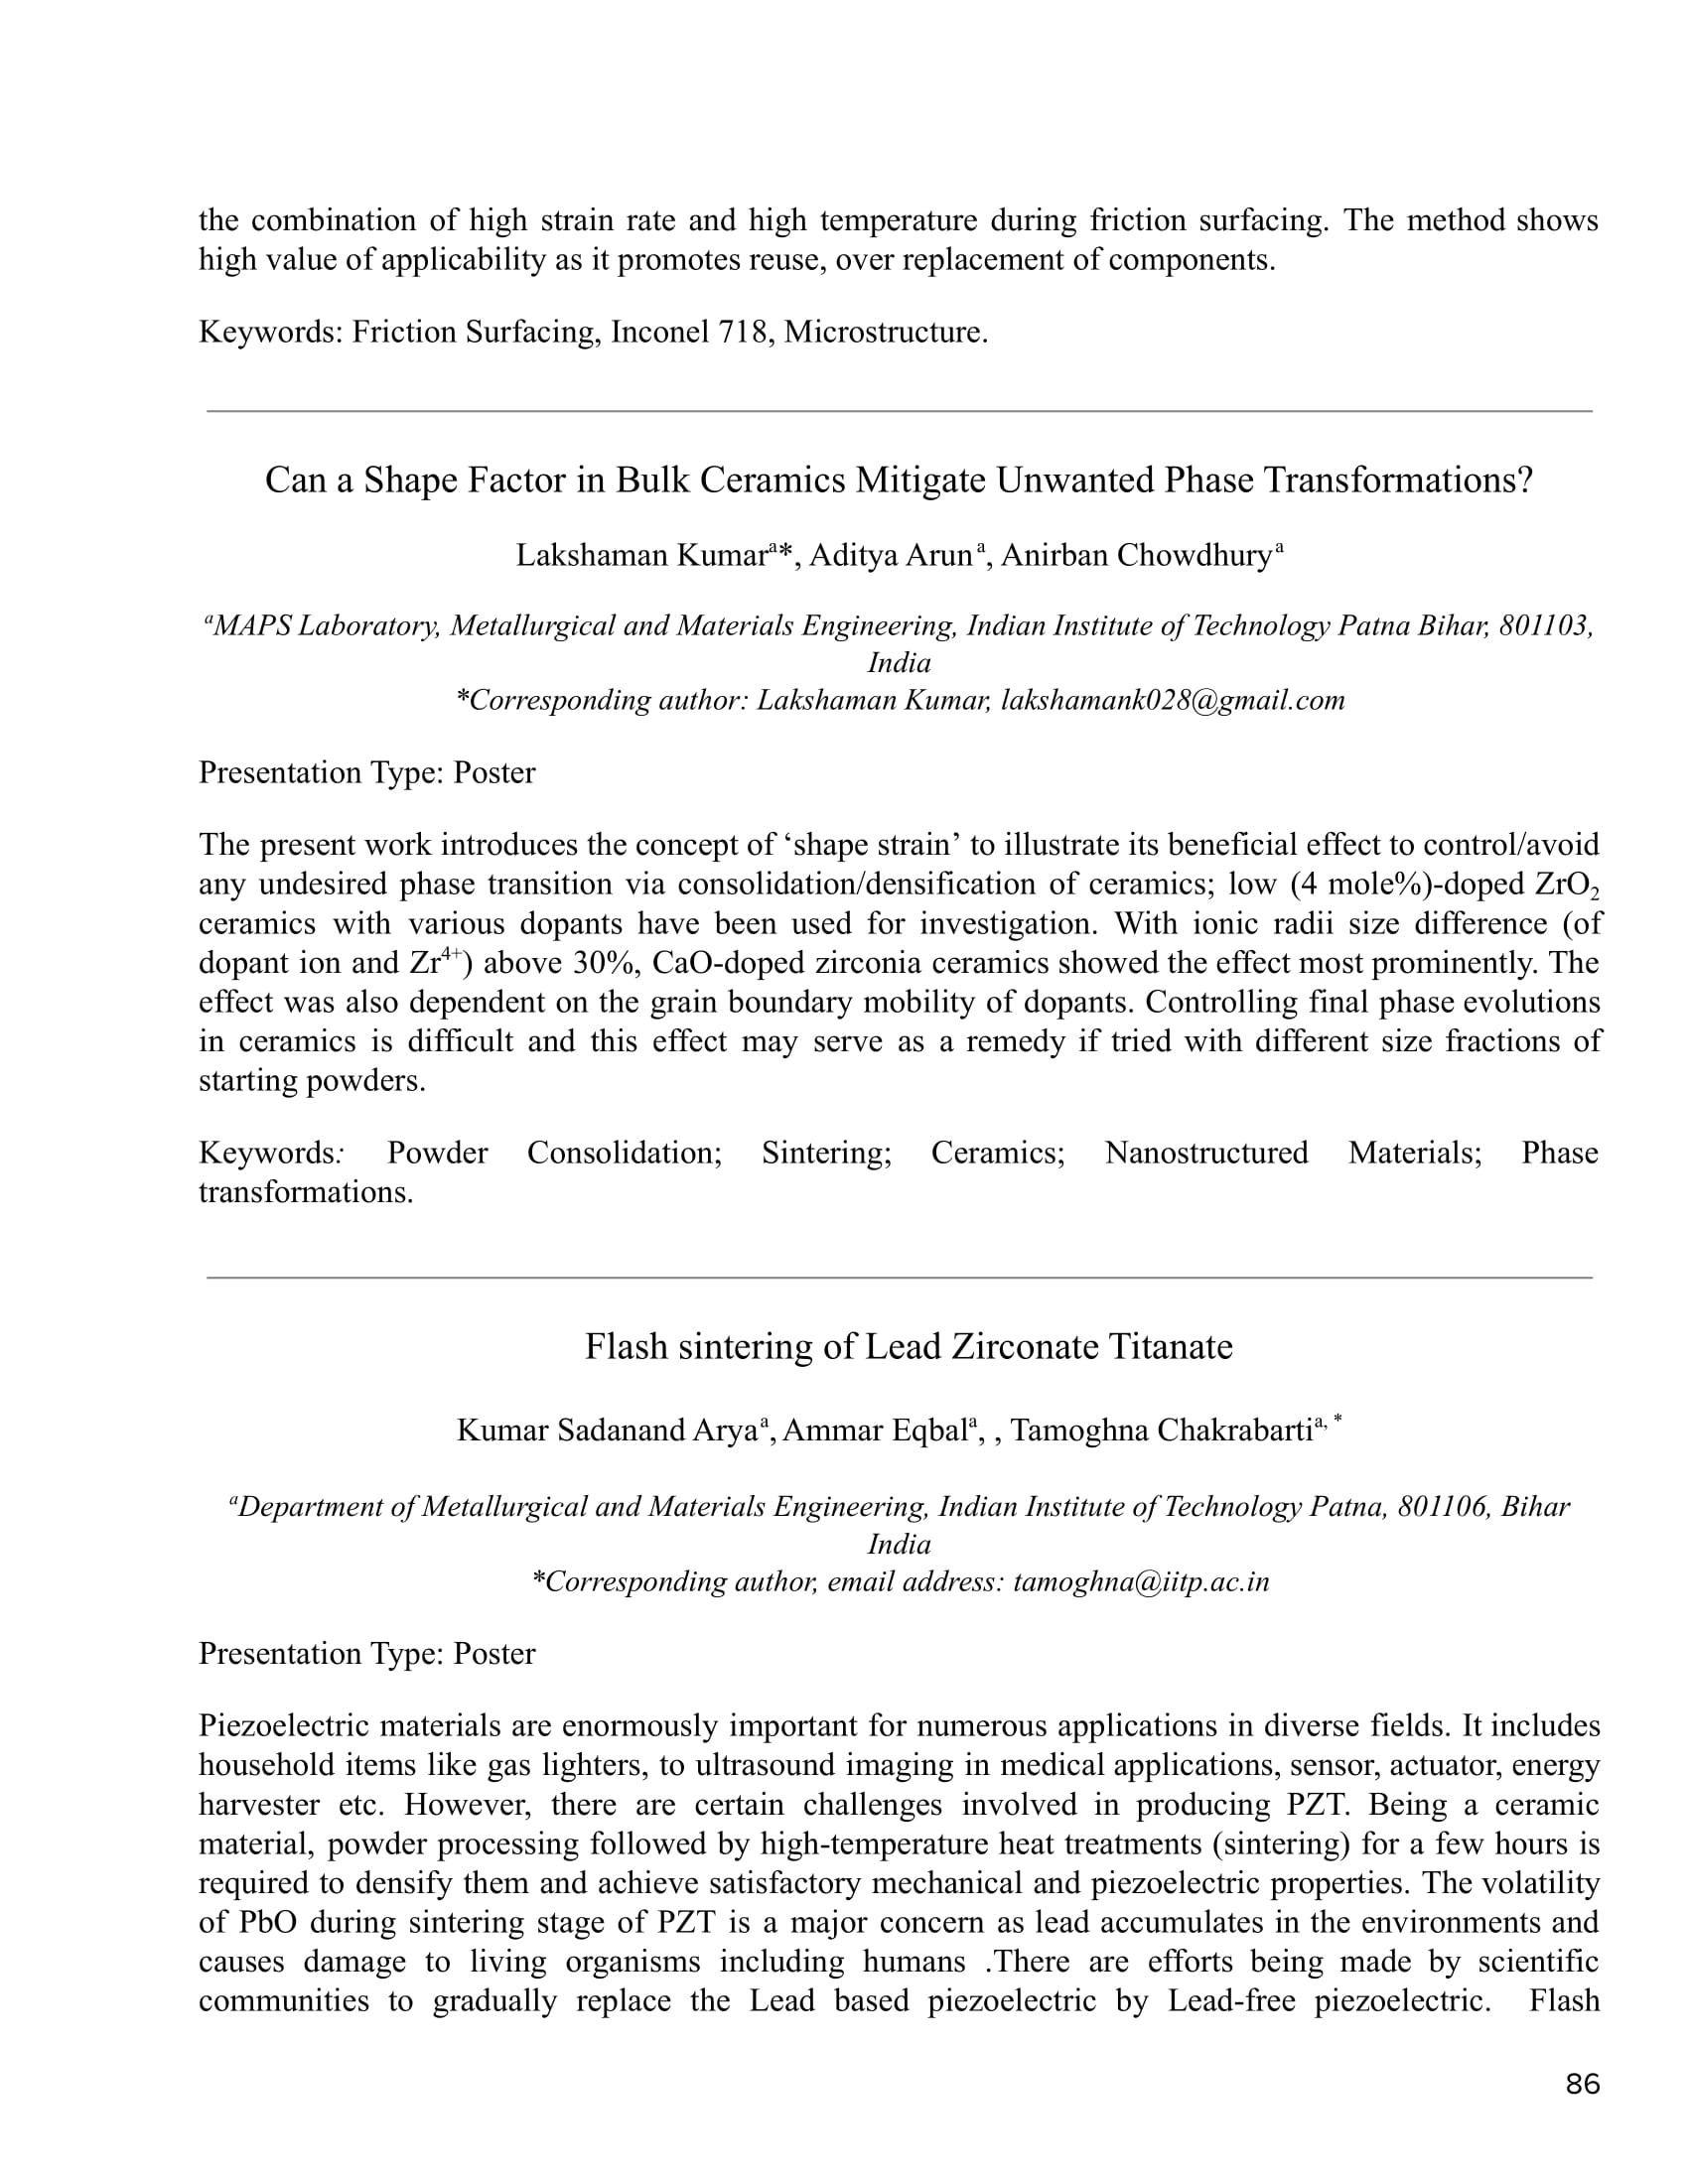 the combination of high strain rate and high temperature during friction surfacing. The method shows
high value of applicability as it promotes reuse, over replacement of components.
Keywords: Friction Surfacing, Inconel 718, Microstructure.
Can a Shape Factor in Bulk Ceramics Mitigate Unwanted Phase Transformations?
Lakshaman Kumarᵃ*, Aditya Arunᵃ, Anirban Chowdhuryᵃ
ᵃMAPS Laboratory, Metallurgical and Materials Engineering, Indian Institute of Technology Patna Bihar, 801103,
India
*Corresponding author: Lakshaman Kumar, lakshamank028@gmail.com
Presentation Type: Poster
The present work introduces the concept of ‘shape strain’ to illustrate its beneficial effect to control/avoid
any undesired phase transition via consolidation/densification of ceramics; low (4 mole%)-doped ZrO₂
ceramics with various dopants have been used for investigation. With ionic radii size difference (of
dopant ion and Zr⁴⁺) above 30%, CaO-doped zirconia ceramics showed the effect most prominently. The
effect was also dependent on the grain boundary mobility of dopants. Controlling final phase evolutions
in ceramics is difficult and this effect may serve as a remedy if tried with different size fractions of
starting powders.
Keywords: Powder Consolidation; Sintering; Ceramics; Nanostructured Materials; Phase
transformations.
Flash sintering of Lead Zirconate Titanate
Kumar Sadanand Aryaᵃ, Ammar Eqbalᵃ, , Tamoghna Chakrabartiᵃ, *
ᵃDepartment of Metallurgical and Materials Engineering, Indian Institute of Technology Patna, 801106, Bihar
India
*Corresponding author, email address: tamoghna@iitp.ac.in
Presentation Type: Poster
Piezoelectric materials are enormously important for numerous applications in diverse fields. It includes
household items like gas lighters, to ultrasound imaging in medical applications, sensor, actuator, energy
harvester etc. However, there are certain challenges involved in producing PZT. Being a ceramic
material, powder processing followed by high-temperature heat treatments (sintering) for a few hours is
required to densify them and achieve satisfactory mechanical and piezoelectric properties. The volatility
of PbO during sintering stage of PZT is a major concern as lead accumulates in the environments and
causes damage to living organisms including humans .There are efforts being made by scientific
communities to gradually replace the Lead based piezoelectric by Lead-free piezoelectric. Flash
86